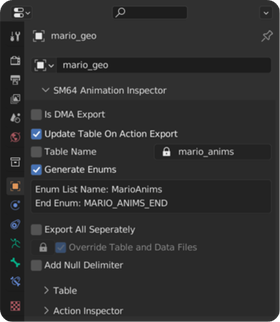 mario_geo
mario_geo
SM64 Animation Inspector
Is DMA Export
Update Table On Action Export
Table Name
mario_anims
Generate Enums
Enum List Name: MarioAnims
End Enum: MARIO_ANIMS_END
Export All Seperately
Override Table and Data Files
Add Null Delimiter
Table
Action Inspector